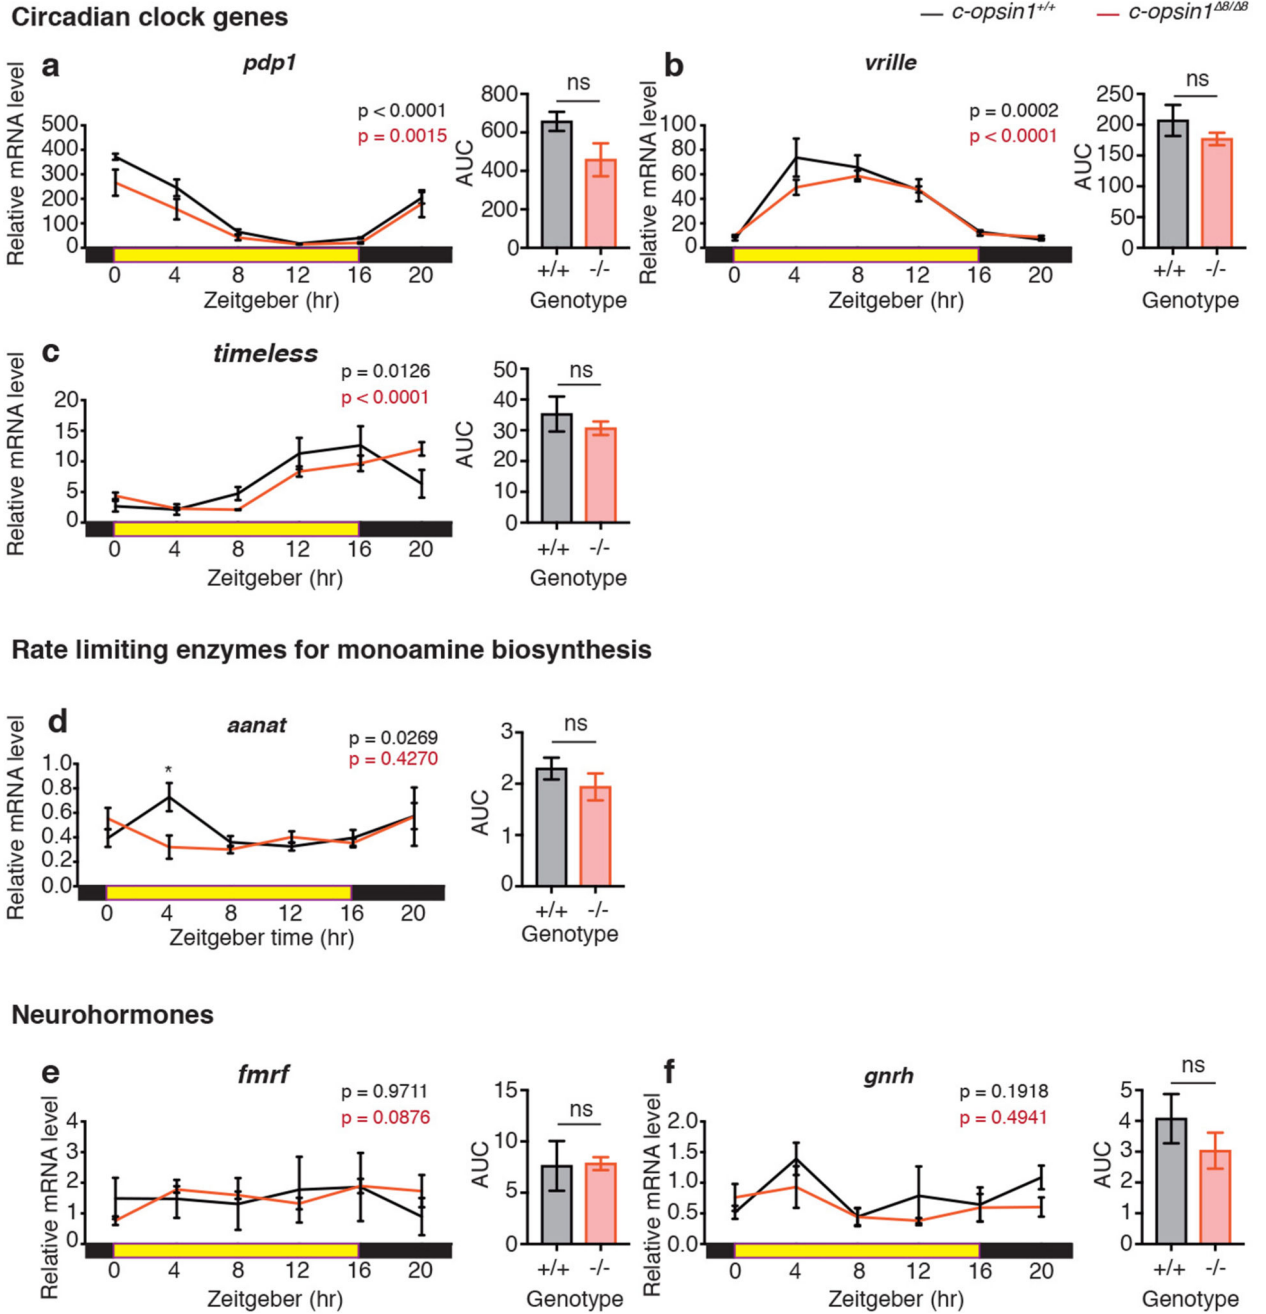 Circadian clock genes
c-opsin1+/+
c-opsin1Δ8/Δ8
a
pdp1
p < 0.0001
p = 0.0015
Relative mRNA level
500
400
300
200
100
0
0 4 8 12 16 20
Zeitgeber (hr)
ns
AUC
800
600
400
200
0
+/+ -/-
Genotype
b
vrille
p = 0.0002
p < 0.0001
Relative mRNA level
100
80
60
40
20
0
0 4 8 12 16 20
Zeitgeber (hr)
ns
AUC
250
200
150
100
50
0
+/+ -/-
Genotype
c
timeless
p = 0.0126
p < 0.0001
Relative mRNA level
20
15
10
5
0
0 4 8 12 16 20
Zeitgeber (hr)
ns
AUC
50
40
30
20
10
0
+/+ -/-
Genotype
Rate limiting enzymes for monoamine biosynthesis
d
aanat
p = 0.0269
p = 0.4270
*
Relative mRNA level
1.0
0.8
0.6
0.4
0.2
0.0
0 4 8 12 16 20
Zeitgeber time (hr)
ns
AUC
3
2
1
0
+/+ -/-
Genotype
Neurohormones
e
fmrf
p = 0.9711
p = 0.0876
Relative mRNA level
4
3
2
1
0
0 4 8 12 16 20
Zeitgeber (hr)
ns
AUC
15
10
5
0
+/+ -/-
Genotype
f
gnrh
p = 0.1918
p = 0.4941
Relative mRNA level
2.0
1.5
1.0
0.5
0.0
0 4 8 12 16 20
Zeitgeber (hr)
ns
AUC
5
4
3
2
1
0
+/+ -/-
Genotype